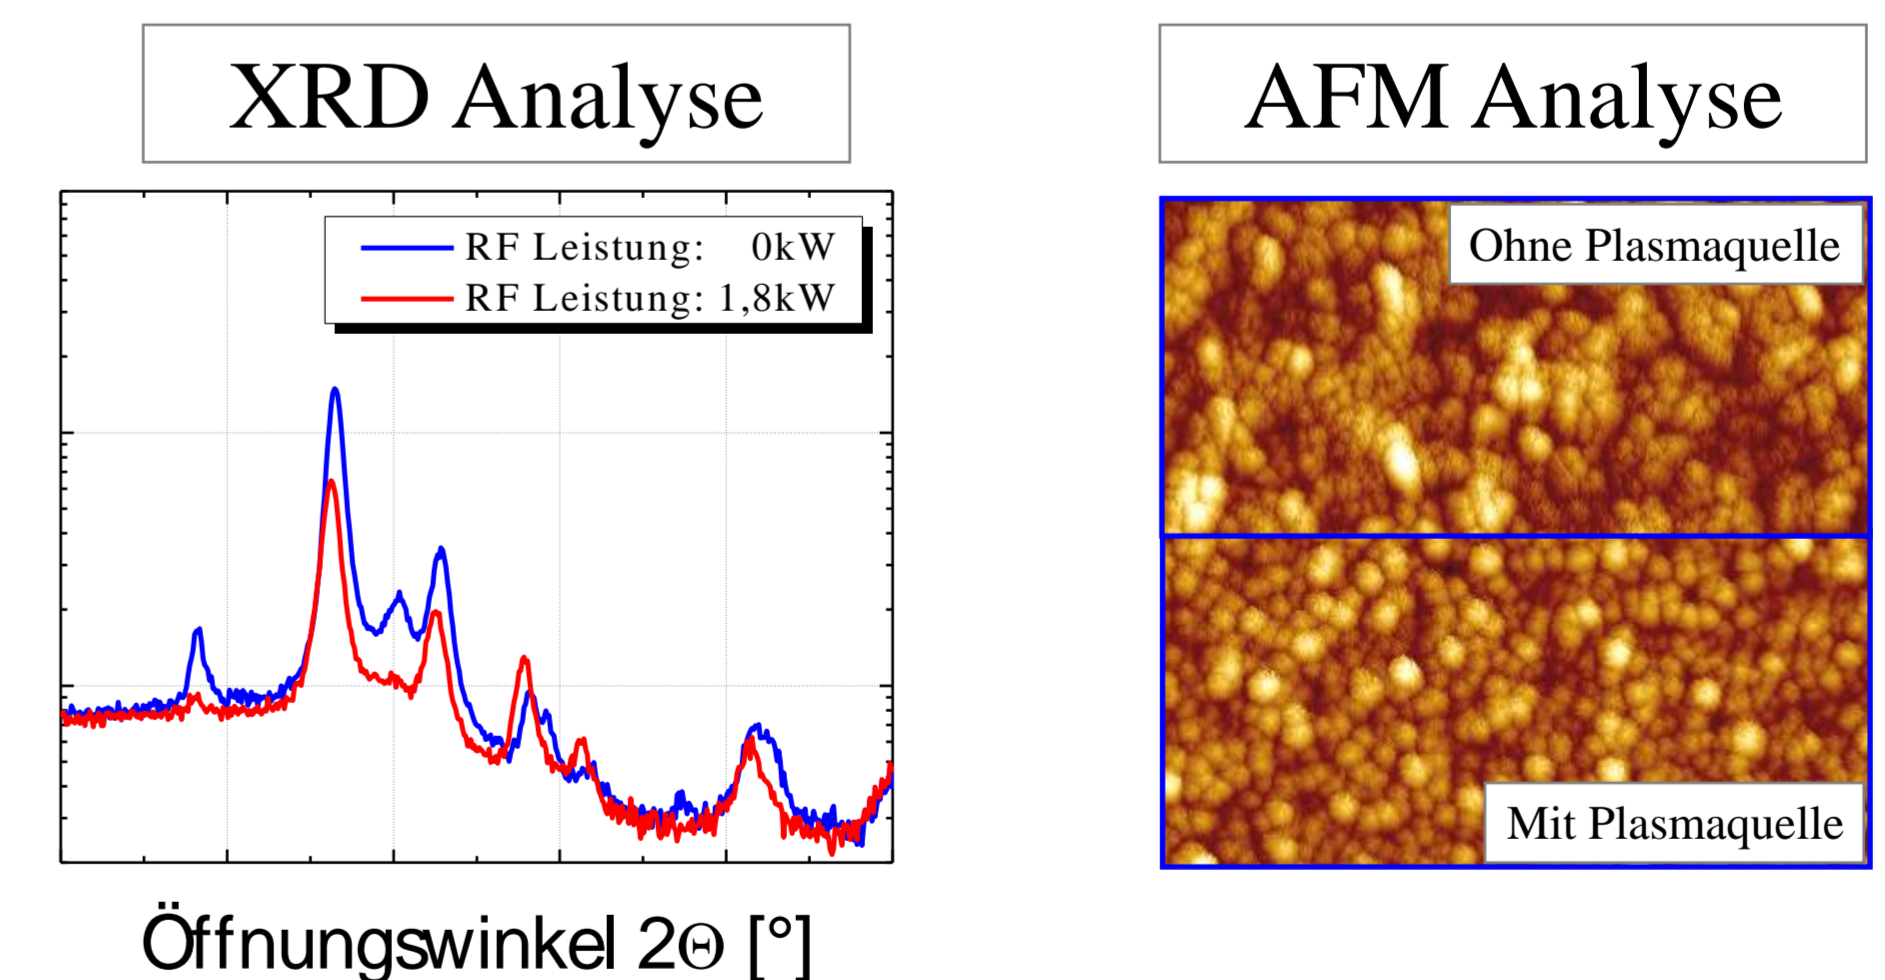 XRD Analyse
RF Leistung: 0kW
RF Leistung: 1,8kW
Öffnungswinkel 2Θ [°]
AFM Analyse
Ohne Plasmaquelle
Mit Plasmaquelle